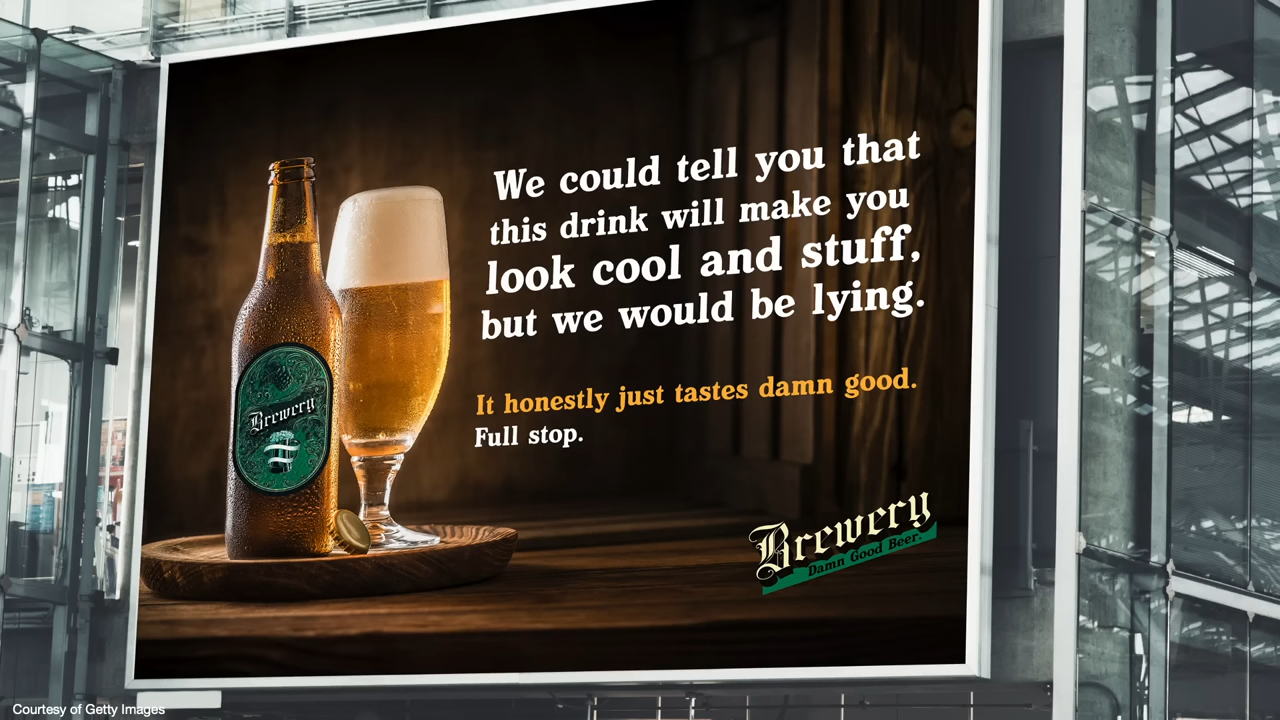 We could tell you that
this drink will make you
look cool and stuff,
but we would be lying.
It honestly just tastes damn good.
Full stop.
Brewery
Brewery
Damn Good Beer.
Courtesy of Getty Images